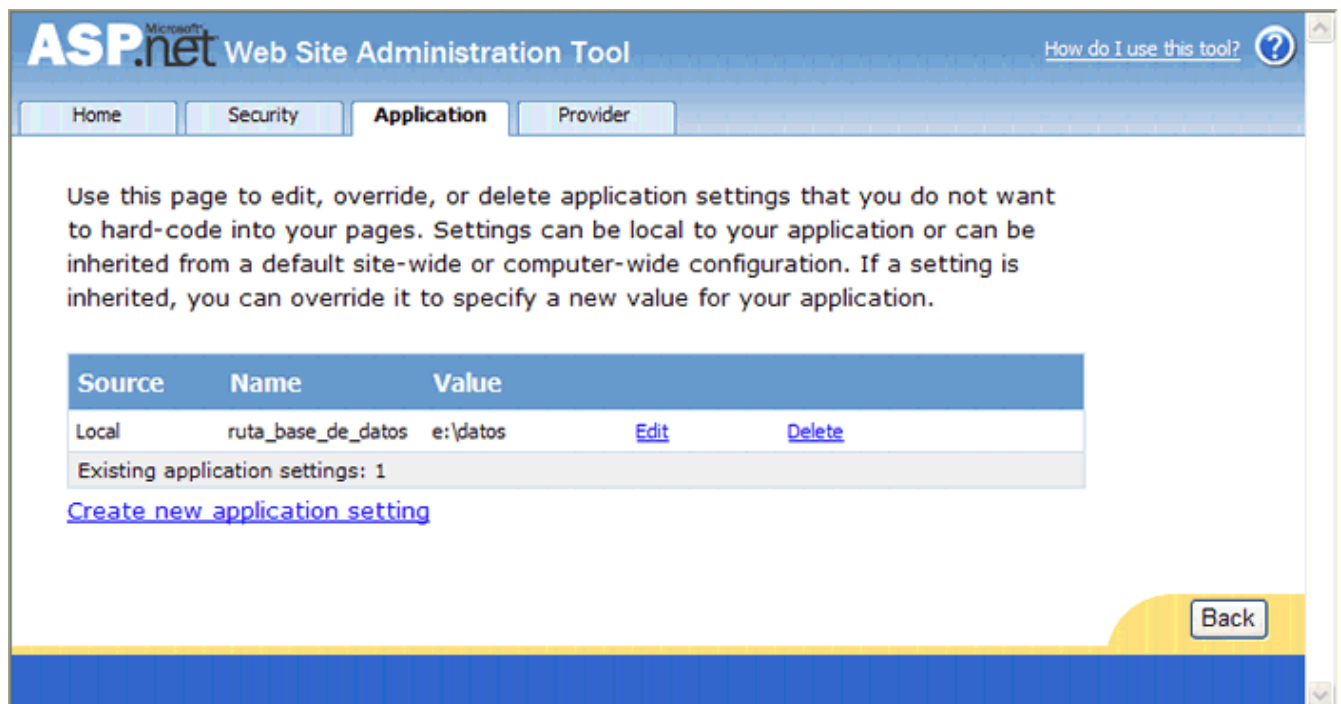 Microsoft
ASP.net Web Site Administration Tool
How do I use this tool? ?
Home Security Application Provider
Use this page to edit, override, or delete application settings that you do not want
to hard-code into your pages. Settings can be local to your application or can be
inherited from a default site-wide or computer-wide configuration. If a setting is
inherited, you can override it to specify a new value for your application.
Source Name Value
Local ruta_base_de_datos e:\datos Edit Delete
Existing application settings: 1
Create new application setting
Back